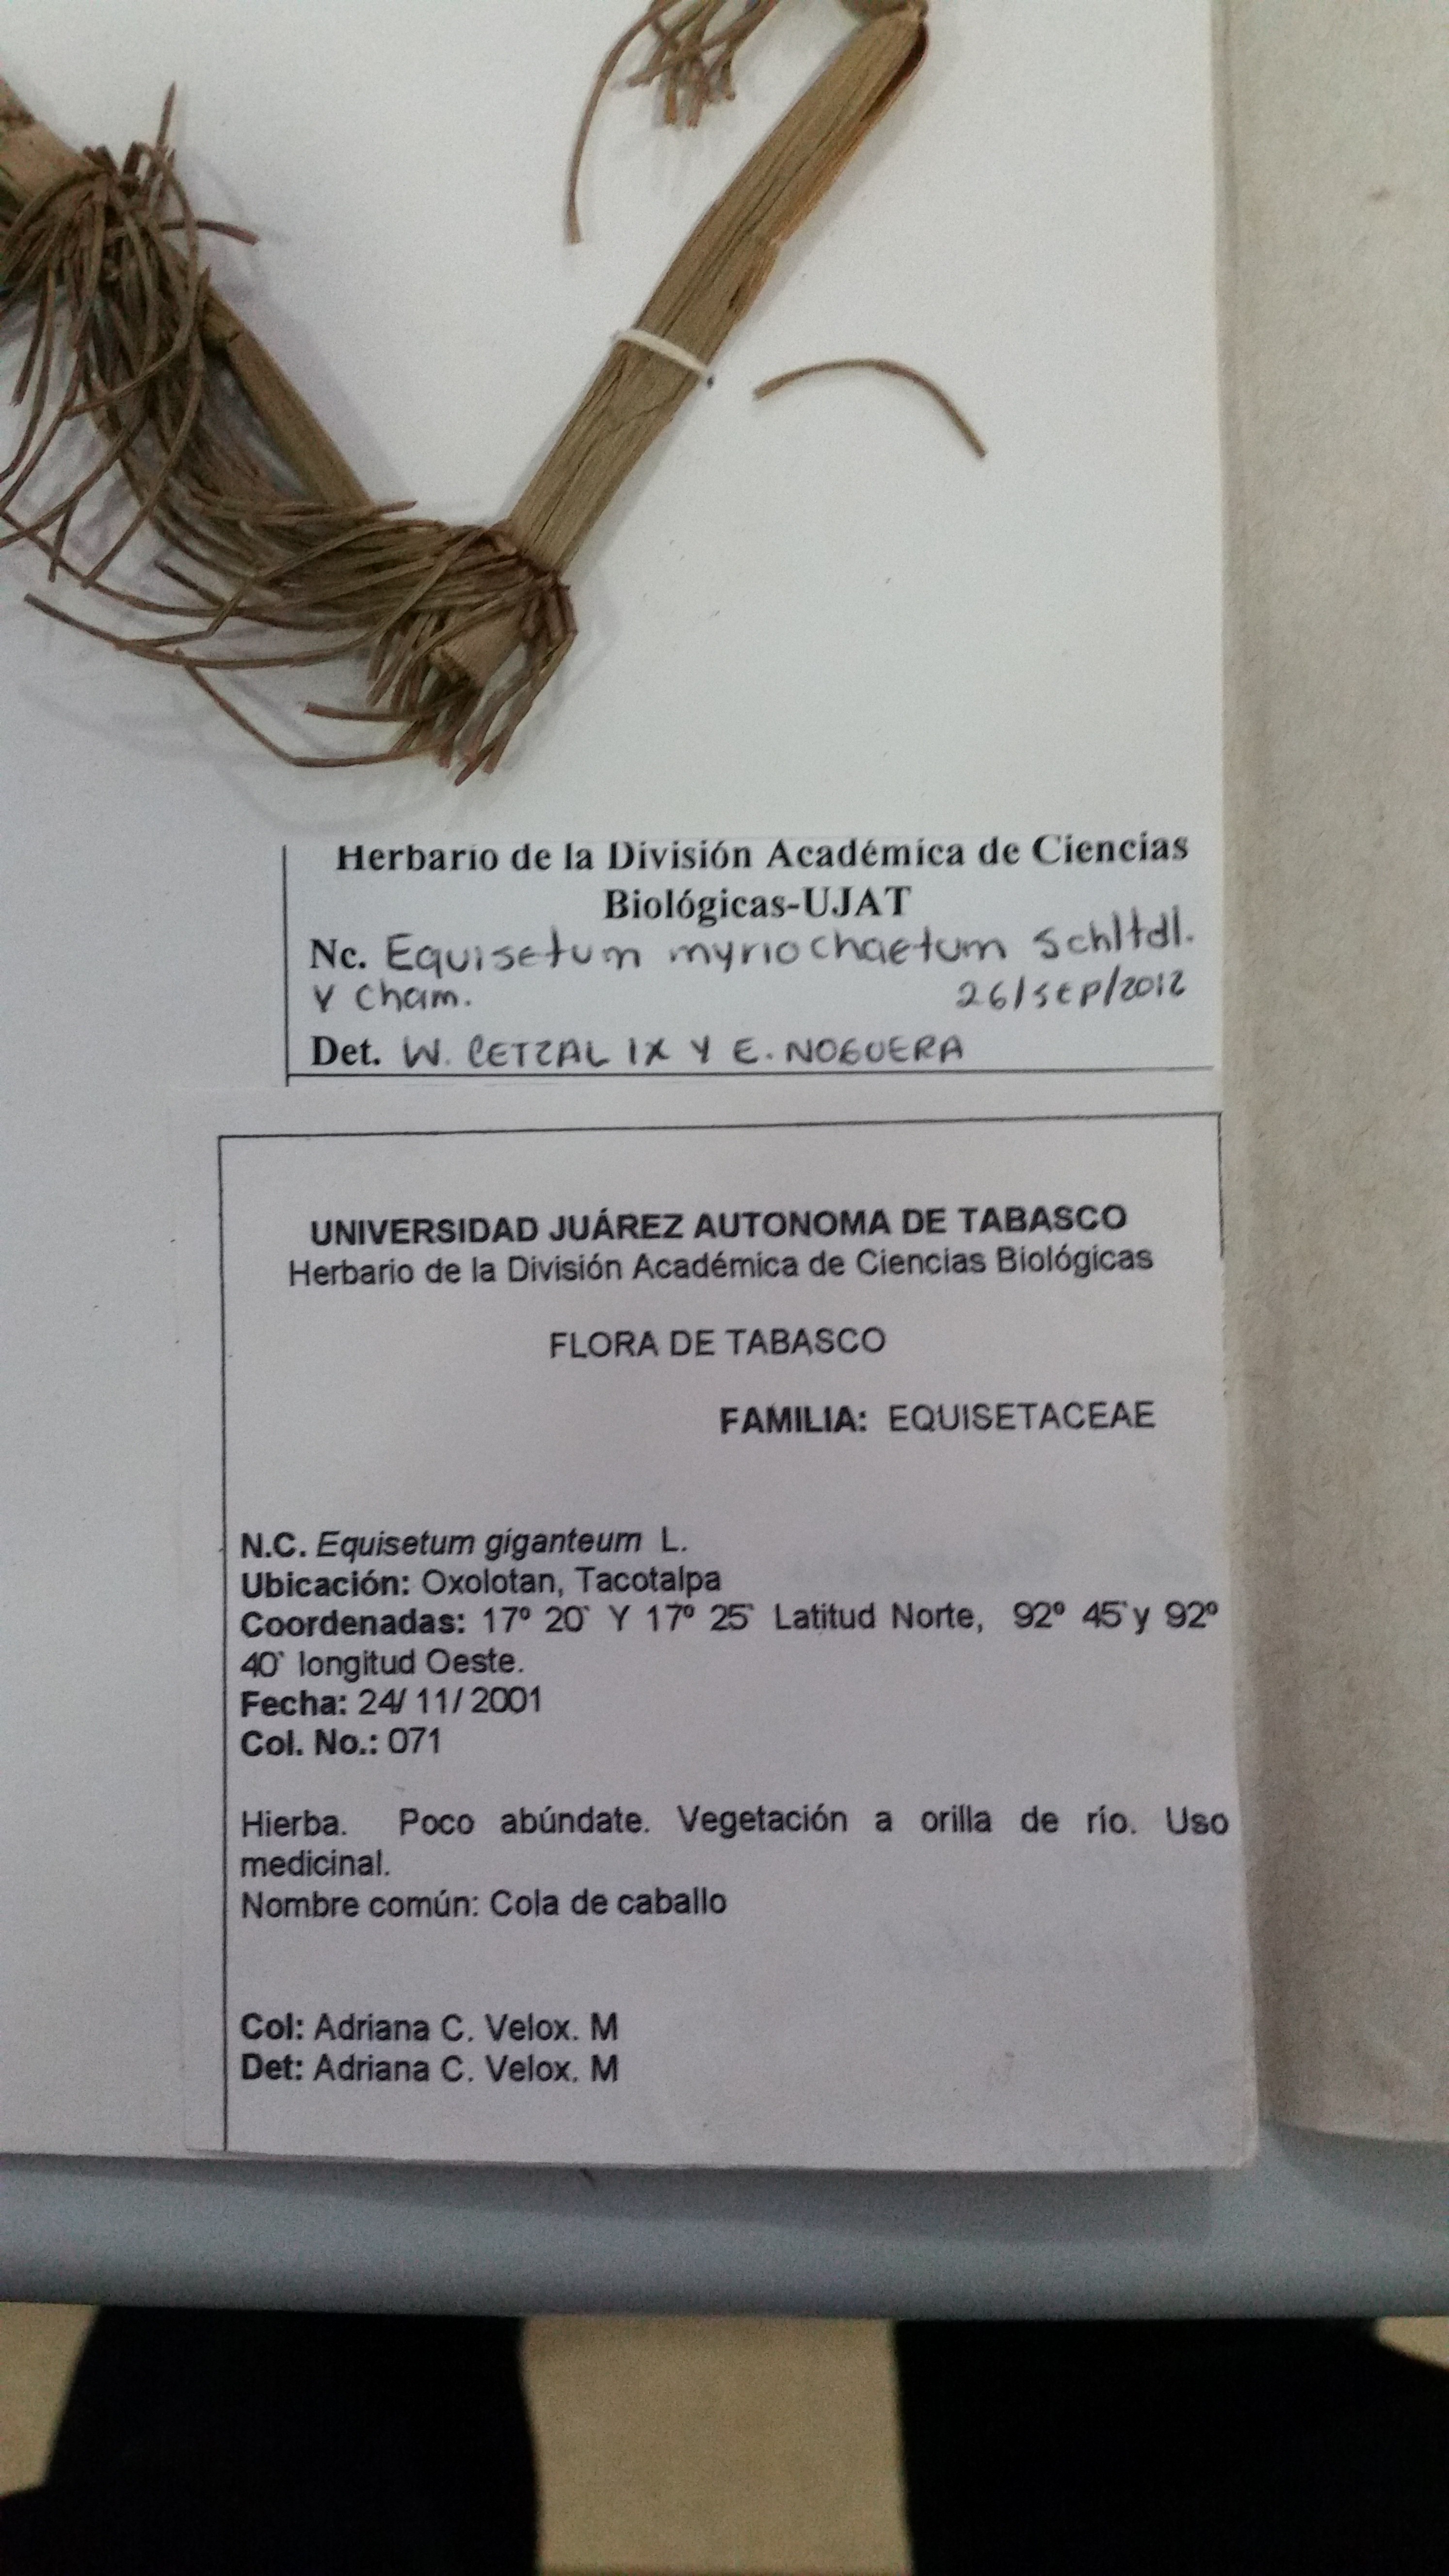 Herbario de la División Académica de Ciencias
Biológicas-UJAT
Nc. Equisetum myriochaetum Schltdl.
Y Cham. 26/SEP/2012
Det. W. CETZAL IX Y E. NOGUERA
UNIVERSIDAD JUÁREZ AUTONOMA DE TABASCO
Herbario de la División Académica de Ciencias Biológicas
FLORA DE TABASCO
FAMILIA: EQUISETACEAE
N.C. Equisetum giganteum L.
Ubicación: Oxolotan, Tacotalpa
Coordenadas: 17º 20` Y 17º 25` Latitud Norte, 92º 45`y 92º
40` longitud Oeste.
Fecha: 24/ 11/ 2001
Col. No.: 071
Hierba. Poco abúndate. Vegetación a orilla de río. Uso
medicinal.
Nombre común: Cola de caballo
Col: Adriana C. Velox. M
Det: Adriana C. Velox. M